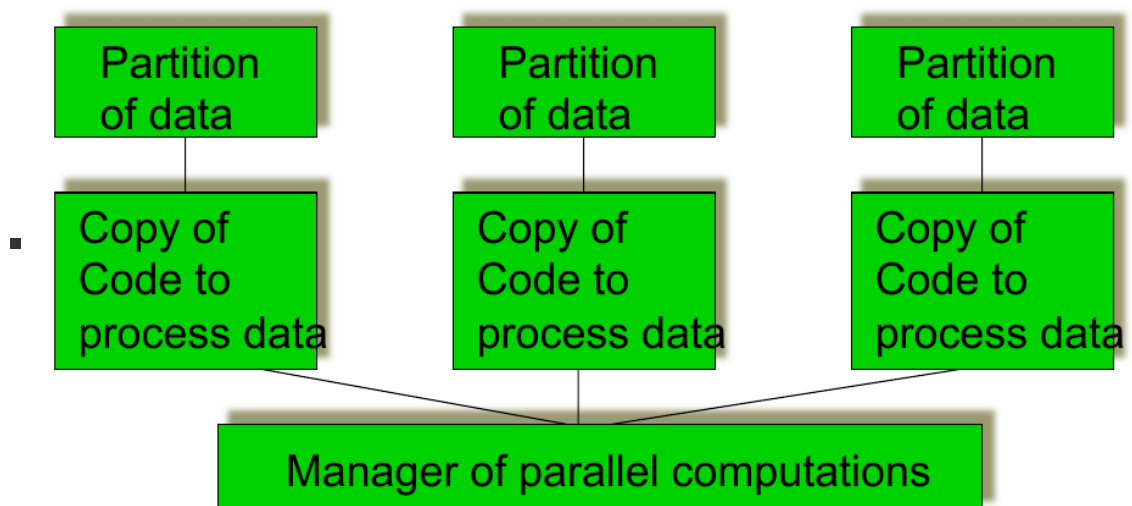 Partition
of data
Partition
of data
Partition
of data
Copy of
Code to
process data
Copy of
Code to
process data
Copy of
Code to
process data
Manager of parallel computations